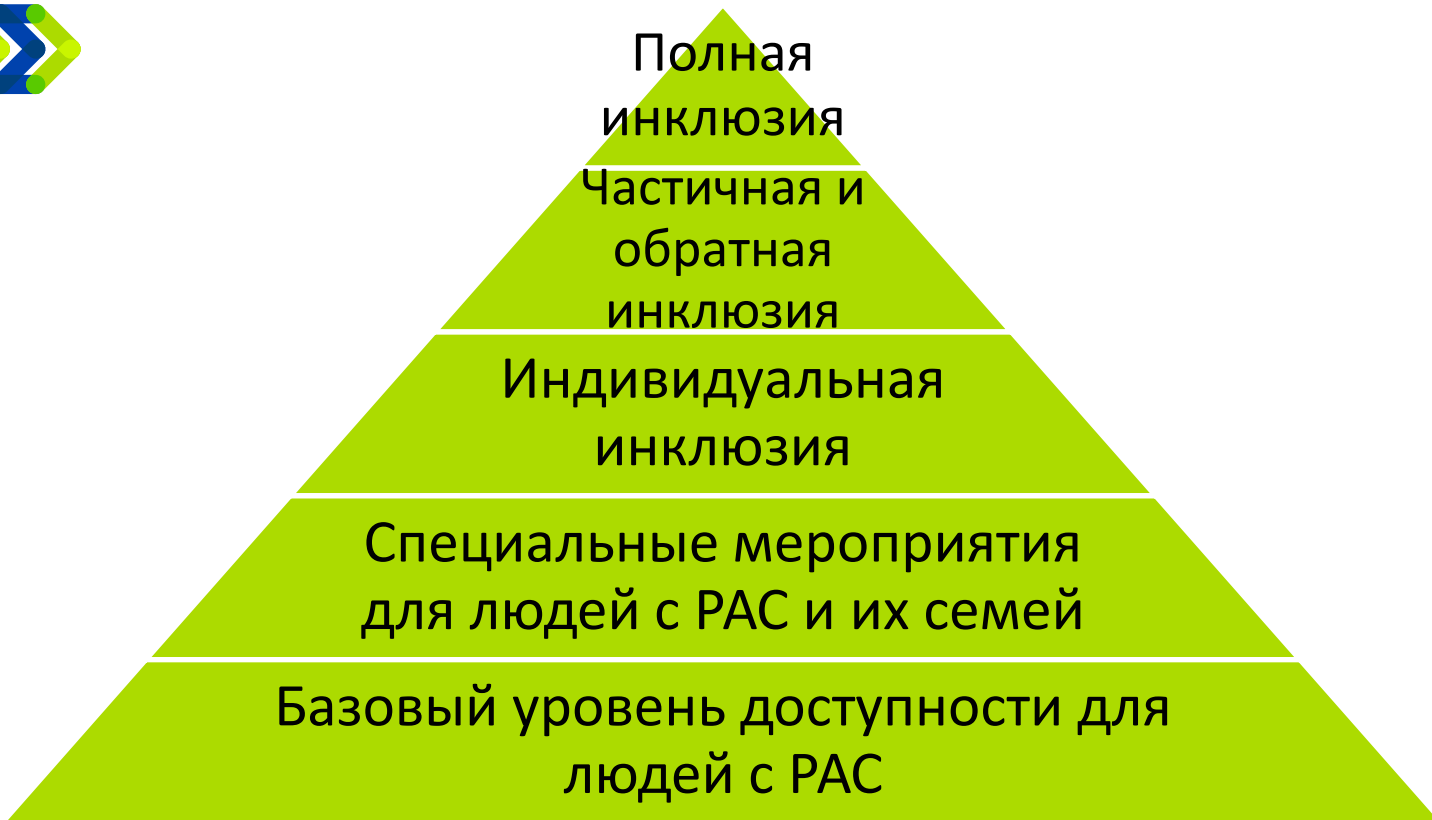 Полная
инклюзия
Частичная и
обратная
инклюзия
Индивидуальная
инклюзия
Специальные мероприятия
для людей с РАС и их семей
Базовый уровень доступности для
людей с РАС